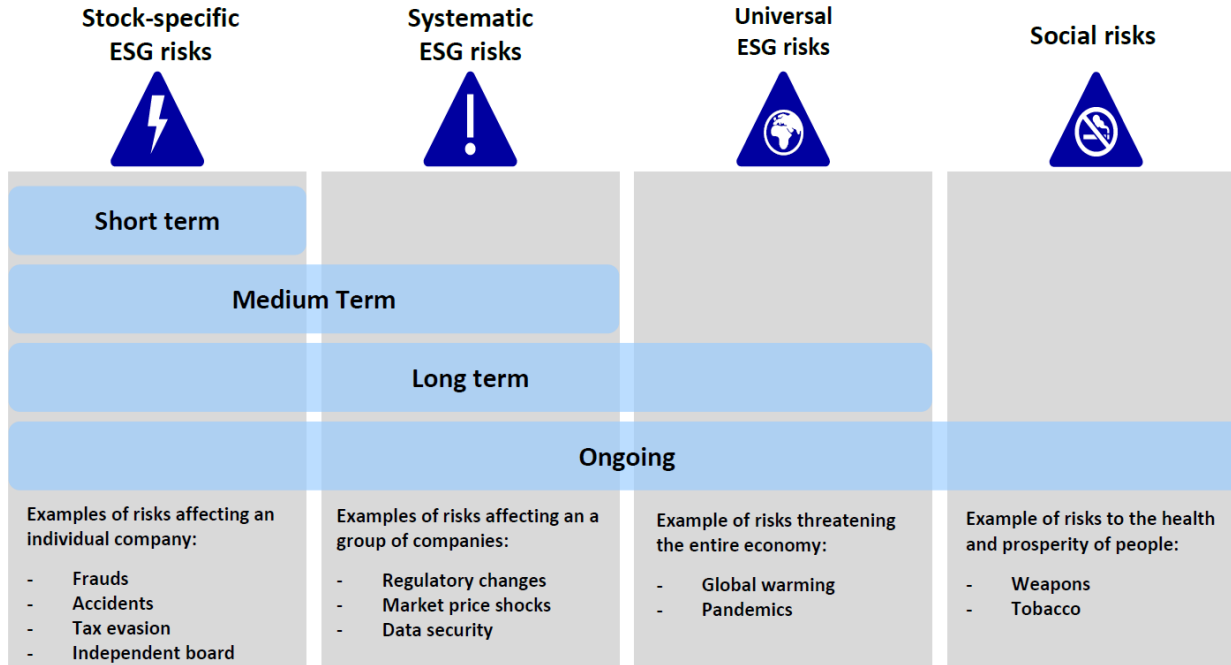 Stock-specific
ESG risks
Systematic
ESG risks
Universal
ESG risks
Social risks
Short term
Medium Term
Long term
Ongoing
Examples of risks affecting an
individual company:
- Frauds
- Accidents
- Tax evasion
- Independent board
Examples of risks affecting an a
group of companies:
- Regulatory changes
- Market price shocks
- Data security
Example of risks threatening
the entire economy:
- Global warming
- Pandemics
Example of risks to the health
and prosperity of people:
- Weapons
- Tobacco